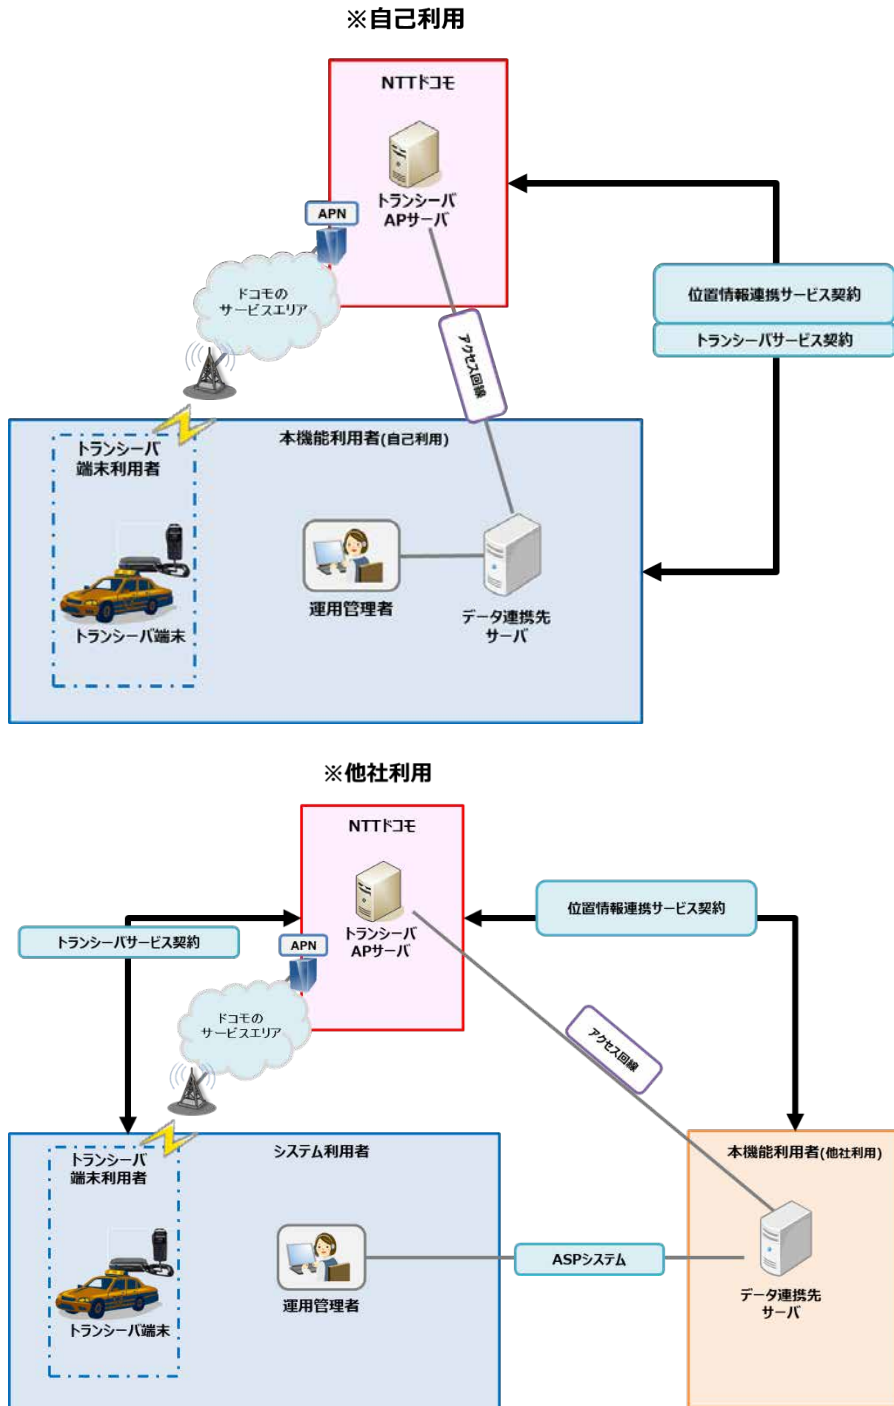 ※自己利用
NTTドコモ
トランシーバ
APサーバ
APN
ドコモの
サービスエリア
位置情報連携サービス契約
トランシーバサービス契約
アクセス回線
本機能利用者(自己利用)
トランシーバ
端末利用者
トランシーバ端末
運用管理者
データ連携先
サーバ
※他社利用
NTTドコモ
トランシーバ
APサーバ
位置情報連携サービス契約
トランシーバサービス契約
APN
ドコモの
サービスエリア
アクセス回線
トランシーバ
端末利用者
システム利用者
本機能利用者(他社利用)
トランシーバ端末
運用管理者
ASPシステム
データ連携先
サーバ